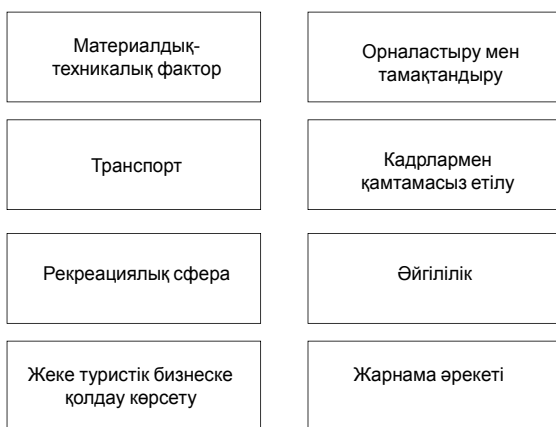 Материалдық-
техникалық фактор
Орналастыру мен
тамақтандыру
Транспорт
Кадрлармен
қамтамасыз етілу
Рекреациялық сфера
Әйгілілік
Жеке туристік бизнеске
қолдау көрсету
Жарнама әрекеті